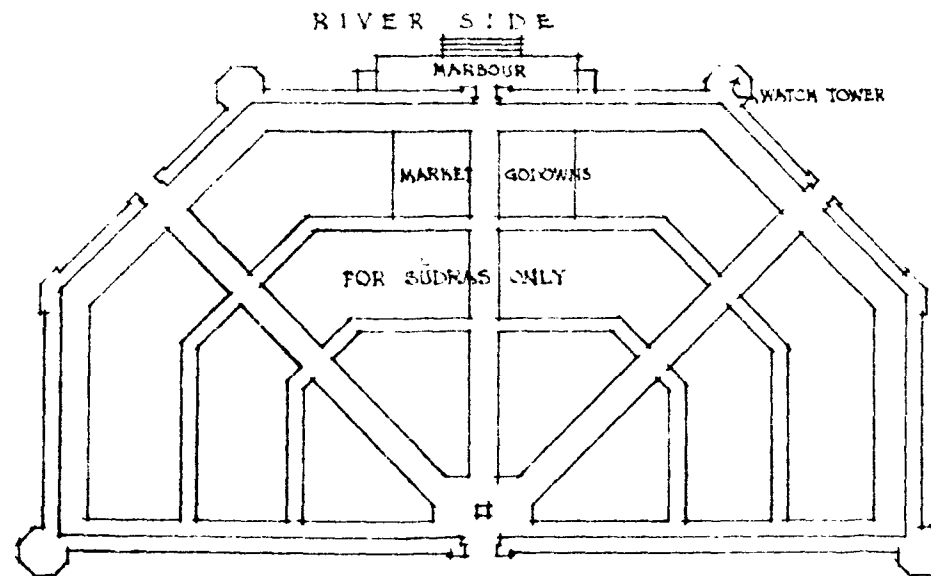 RIVER SIDE
HARBOUR
WATCH TOWER
MARKET GODOWNS
FOR SŪDRAS ONLY